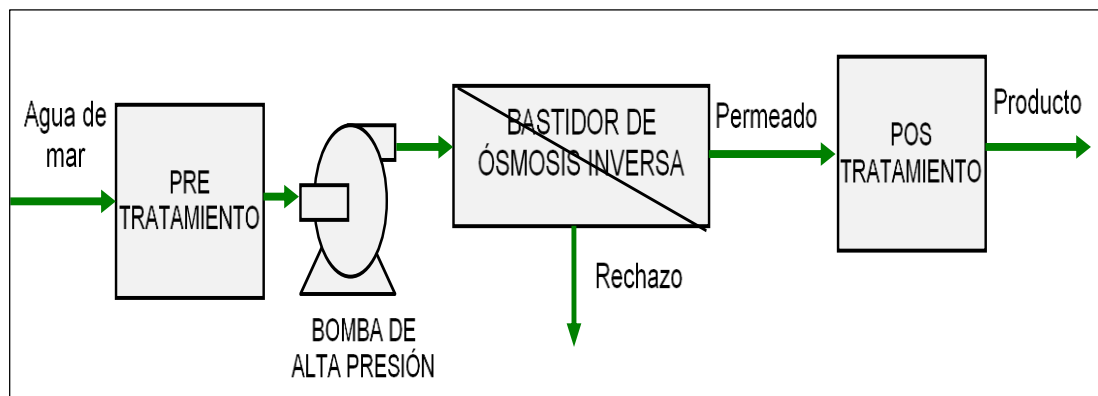 Agua de
mar
PRE
TRATAMIENTO
BOMBA DE
ALTA PRESIÓN
BASTIDOR DE
ÓSMOSIS INVERSA
Rechazo
Permeado
POS
TRATAMIENTO
Producto